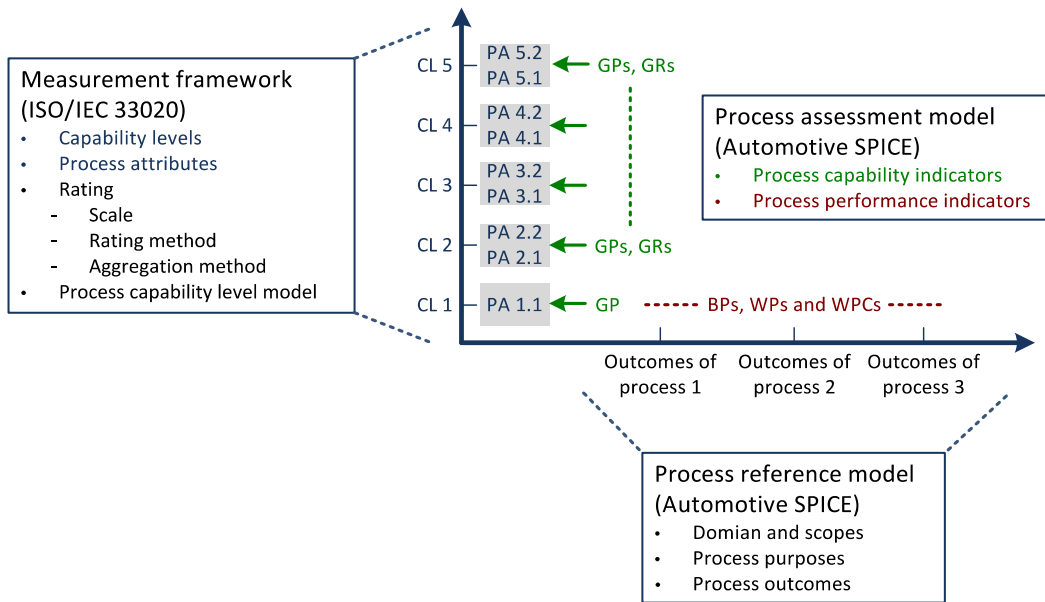 Measurement framework
(ISO/IEC 33020)
• Capability levels
• Process attributes
• Rating
- Scale
- Rating method
- Aggregation method
• Process capability level model
CL 5
PA 5.2
PA 5.1
GPs, GRs
CL 4
PA 4.2
PA 4.1
CL 3
PA 3.2
PA 3.1
CL 2
PA 2.2
PA 2.1
GPs, GRs
CL 1
PA 1.1
GP
BPs, WPs and WPCs
Process assessment model
(Automotive SPICE)
• Process capability indicators
• Process performance indicators
Outcomes of
process 1
Outcomes of
process 2
Outcomes of
process 3
Process reference model
(Automotive SPICE)
• Domian and scopes
• Process purposes
• Process outcomes